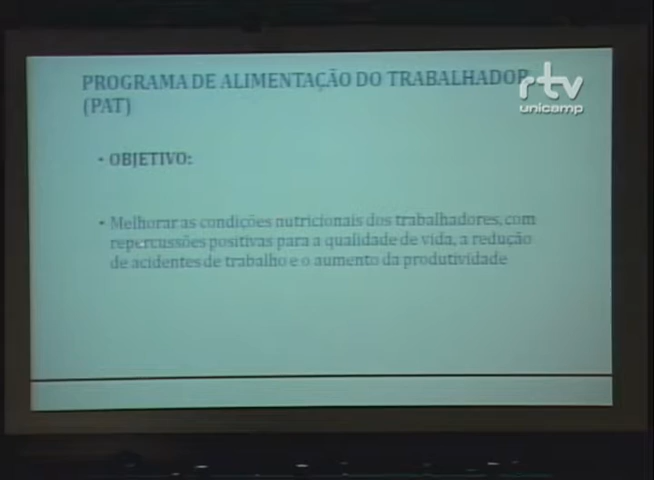 PROGRAMA DE ALIMENTAÇÃO DO TRABALHADOR
(PAT)
rtv
unicamp
• OBJETIVO:
• Melhorar as condições nutricionais dos trabalhadores, com
repercussões positivas para a qualidade de vida, a redução
de acidentes de trabalho e o aumento da produtividade